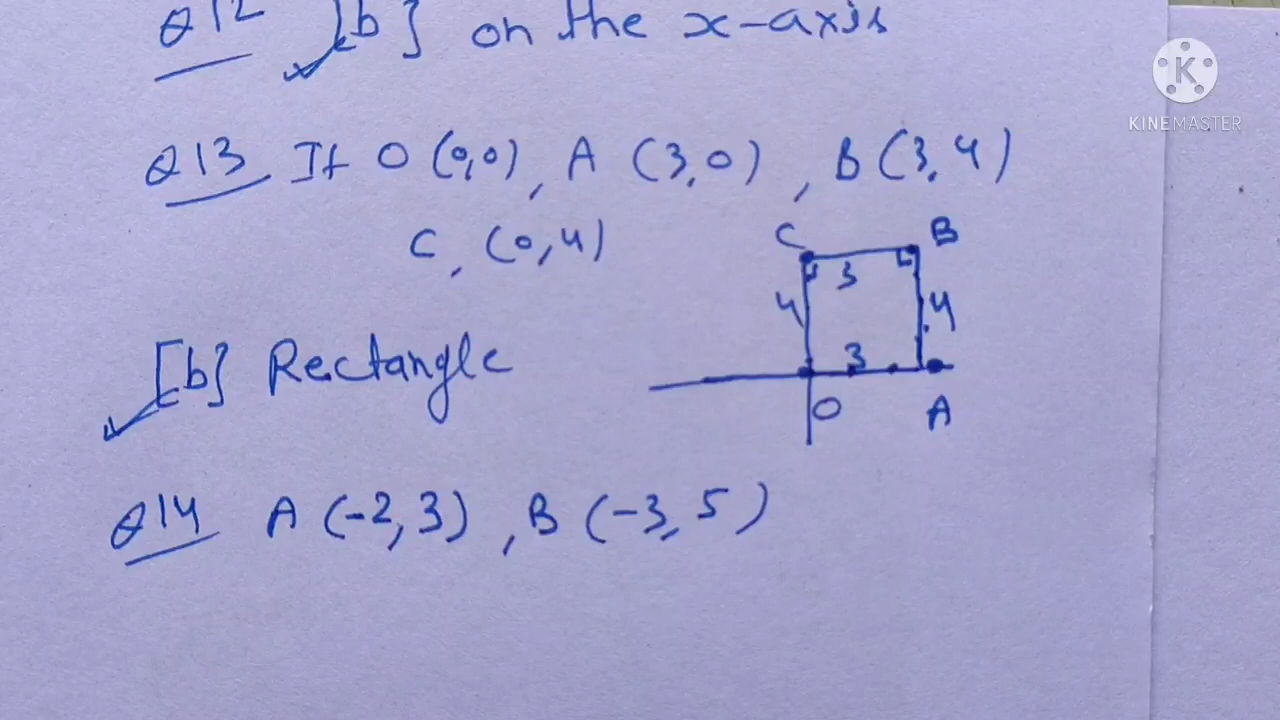 Q12 [b] on the x-axis
K
KINEMASTER
Q13 If O (0,0), A (3,0), B (3,4)
C, (0,4)
C B
3
4 4
3
O A
[b] Rectangle
Q14 A (-2,3), B (-3,5)